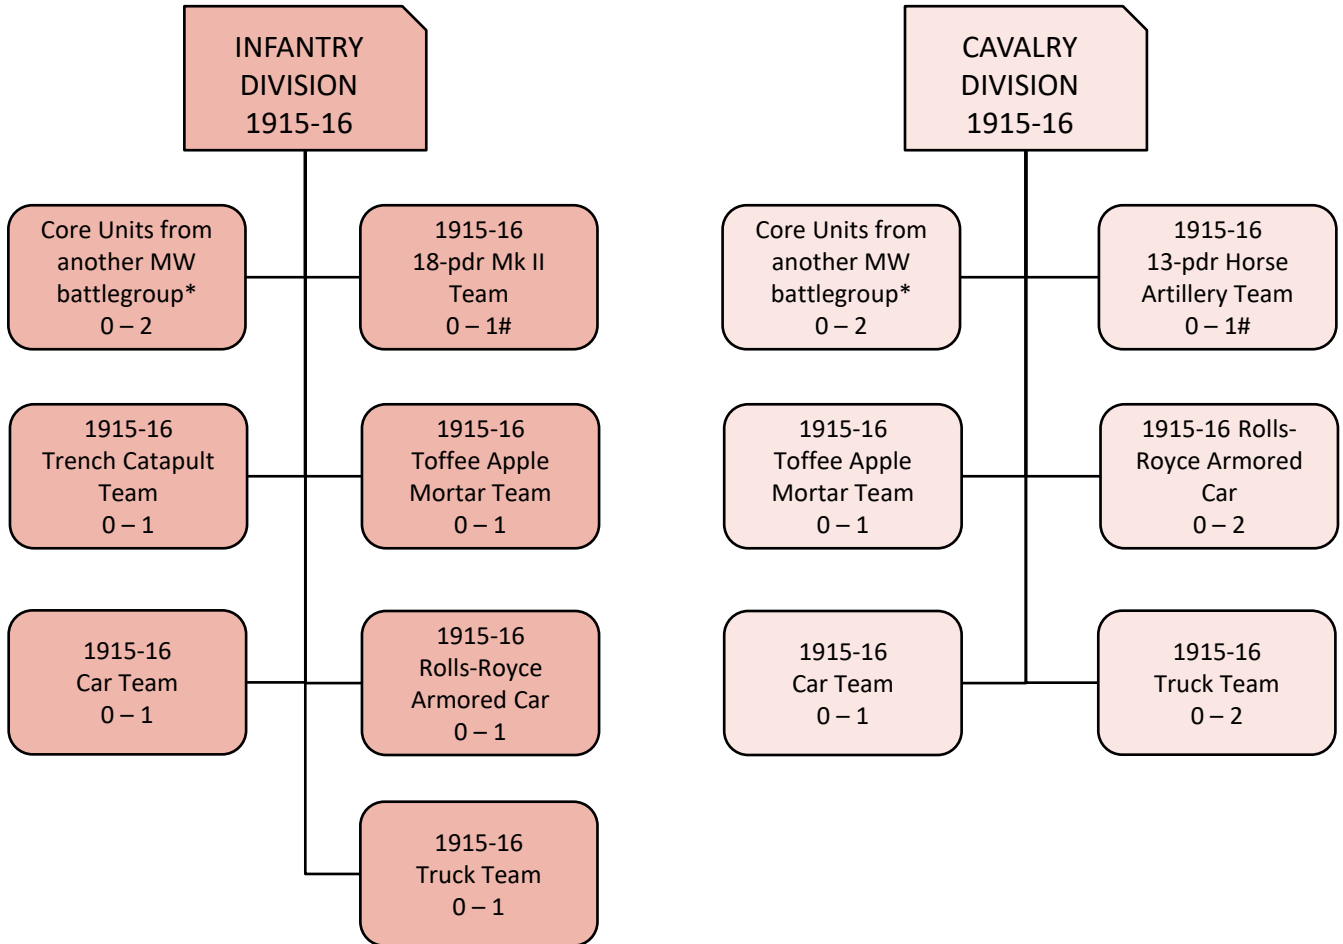 INFANTRY
DIVISION
1915-16
Core Units from
another MW
battlegroup*
0 – 2
1915-16
18-pdr Mk II
Team
0 – 1#
1915-16
Trench Catapult
Team
0 – 1
1915-16
Toffee Apple
Mortar Team
0 – 1
1915-16
Car Team
0 – 1
1915-16
Rolls-Royce
Armored Car
0 – 1
1915-16
Truck Team
0 – 1
CAVALRY
DIVISION
1915-16
Core Units from
another MW
battlegroup*
0 – 2
1915-16
13-pdr Horse
Artillery Team
0 – 1#
1915-16
Toffee Apple
Mortar Team
0 – 1
1915-16 Rolls-
Royce Armored
Car
0 – 2
1915-16
Car Team
0 – 1
1915-16
Truck Team
0 – 2